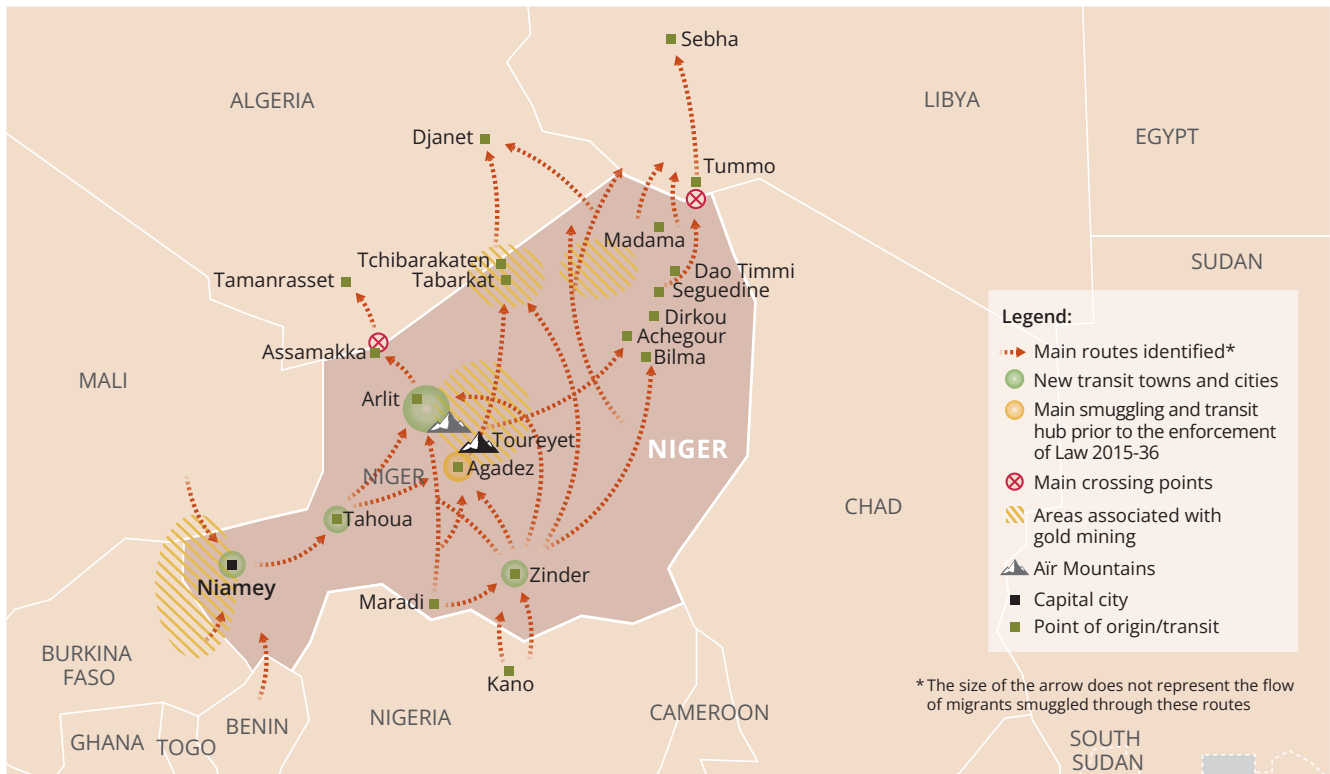 Sebha
ALGERIA
LIBYA
EGYPT
Djanet
Tummo
Madama
Tchibarakaten
Tamanrasset
Tabarkat
Dao Timmi
Seguedine
SUDAN
Dirkou
Achegour
Bilma
Assamakka
MALI
Arlit
Toureyet
NIGER
Agadez
NIGER
CHAD
Tahoua
Niamey
Zinder
Maradi
Kano
BURKINA
FASO
BENIN
NIGERIA
CAMEROON
GHANA
TOGO
SOUTH
SUDAN
Legend:
Main routes identified*
New transit towns and cities
Main smuggling and transit
hub prior to the enforcement
of Law 2015-36
Main crossing points
Areas associated with
gold mining
Aïr Mountains
Capital city
Point of origin/transit
* The size of the arrow does not represent the flow
of migrants smuggled through these routes